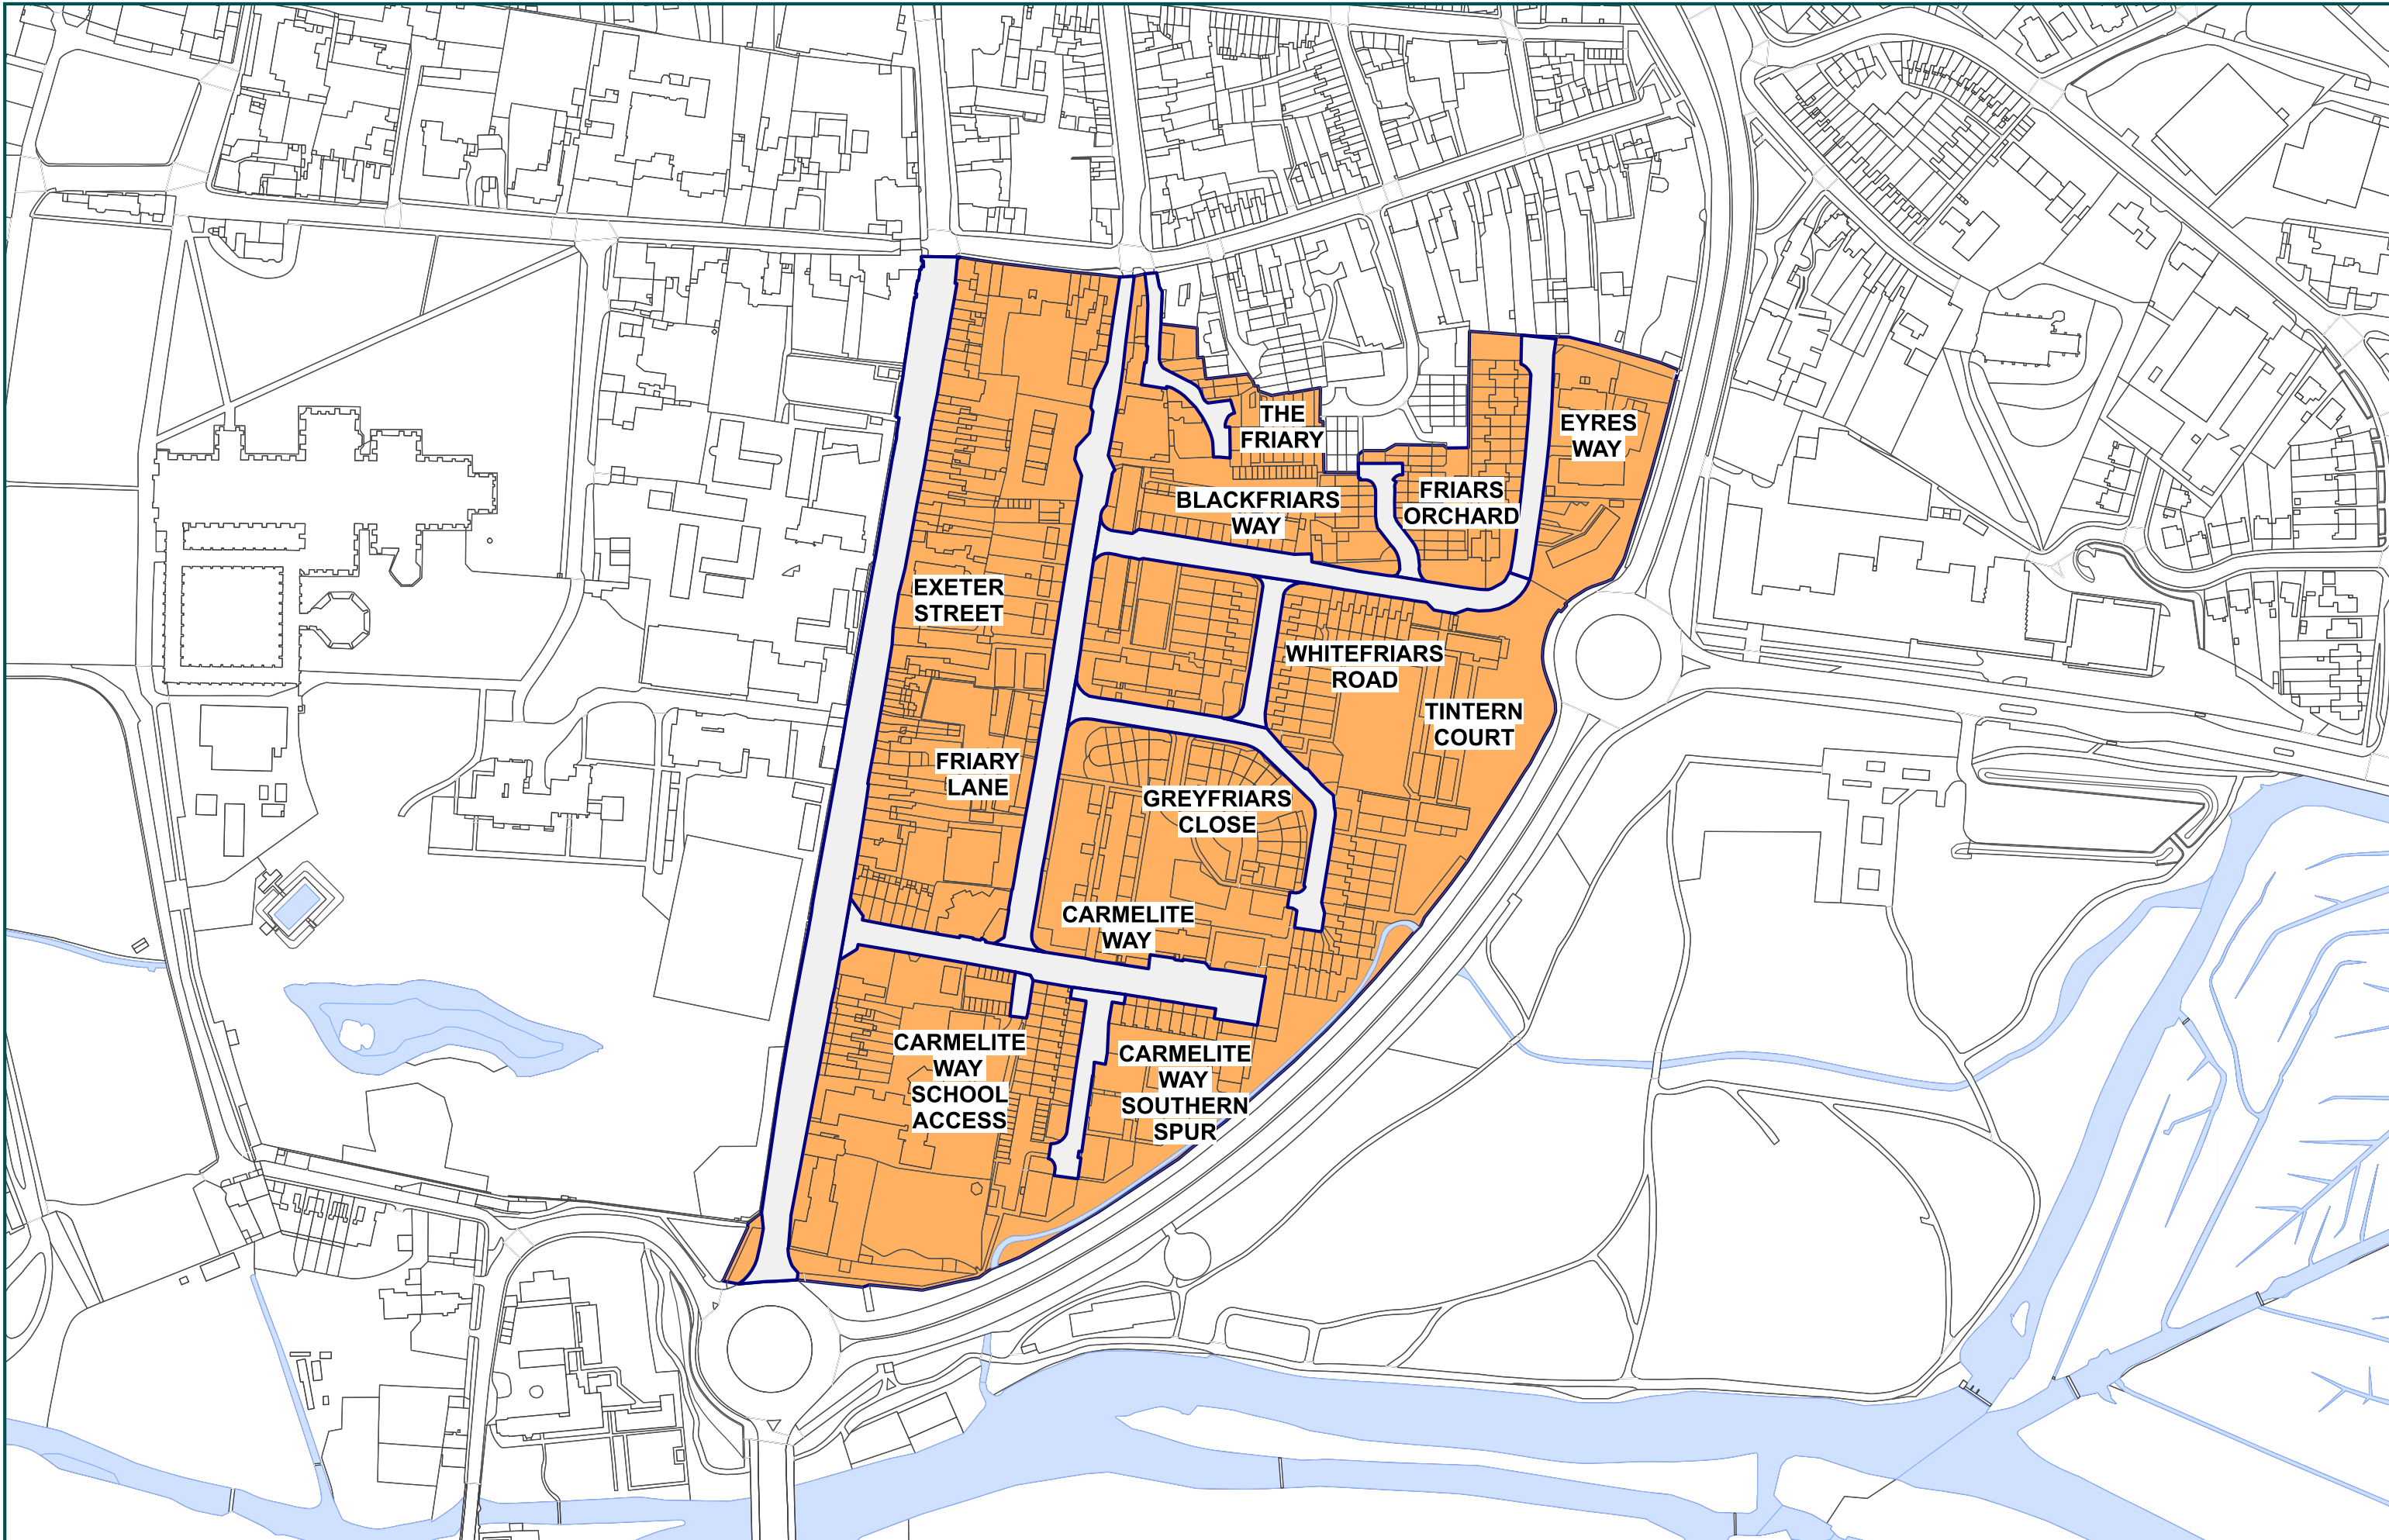 THE
FRIARY
EYRES
WAY
BLACKFRIARS
WAY
FRIARS
ORCHARD
EXETER
STREET
WHITEFRIARS
ROAD
TINTERN
COURT
FRIARY
LANE
GREYFRIARS
CLOSE
CARMELITE
WAY
CARMELITE
WAY
SCHOOL
ACCESS
CARMELITE
WAY
SOUTHERN
SPUR